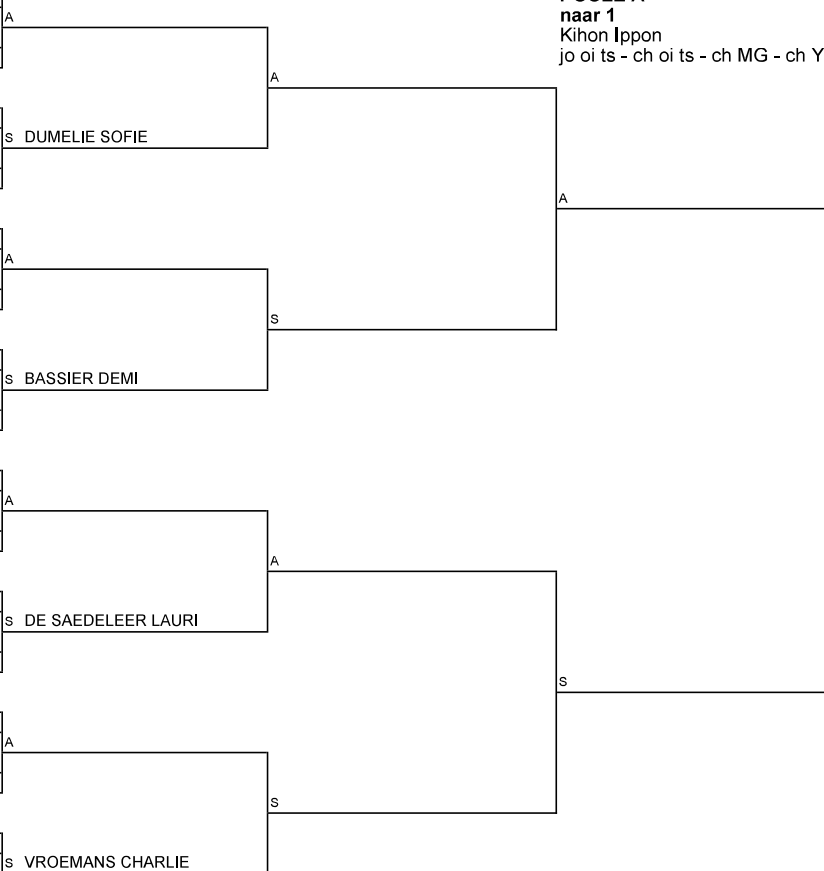 naar 1
Kihon Ippon
jo oi ts - ch oi ts - ch MG - ch Y
A
A
S DUMELIE SOFIE
A
A
S
S BASSIER DEMI
A
A
S DE SAEDELEER LAURI
S
A
S
S VROEMANS CHARLIE